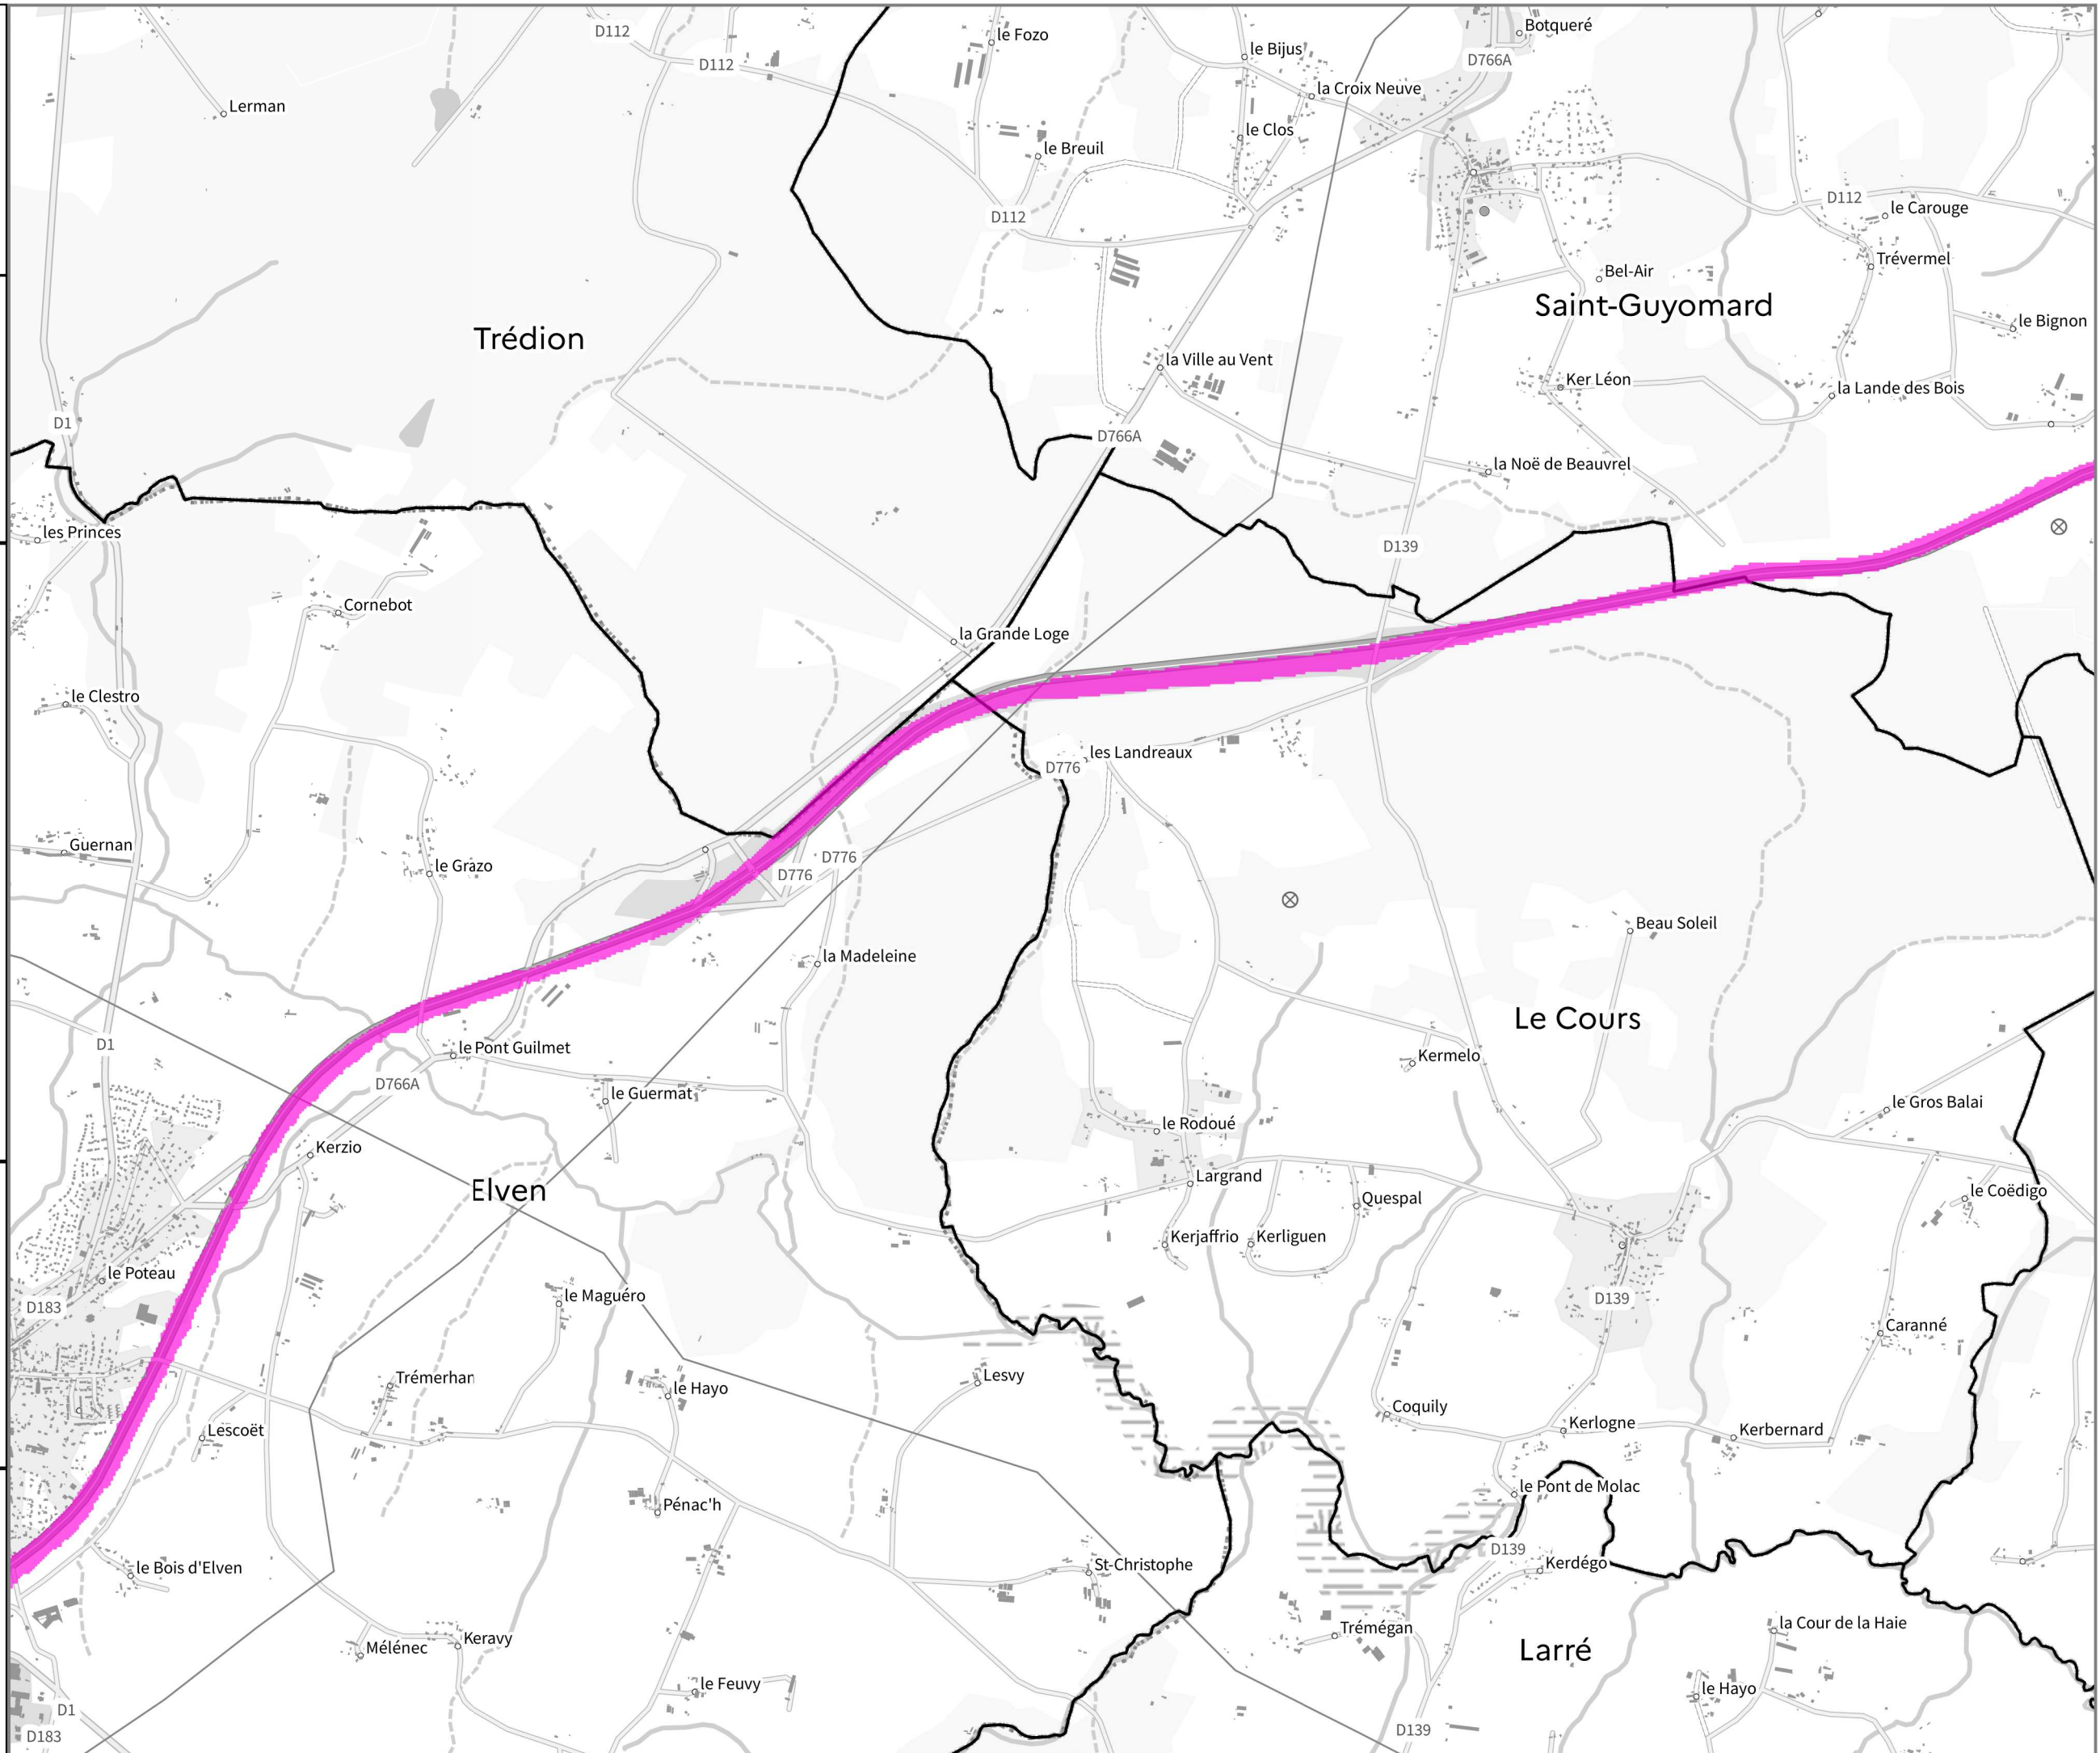 D112
le Fozo
Botqueré
le Bijus
D766A
D112
la Croix Neuve
Lerman
le Clos
le Breuil
D112
le Carouge
D112
Trévermel
Bel-Air
Saint-Guyomard
le Bignon
Trédion
la Ville au Vent
Ker Léon
la Lande des Bois
D1
D766A
la Noë de Beauvrel
les Princes
D139
Cornebot
la Grande Loge
le Clestro
les Landreaux
D776
Guernan
D776
le Grazo
D776
Beau Soleil
la Madeleine
Le Cours
D1
le Pont Guilmet
Kermelo
D766A
le Guermat
le Gros Balai
le Rodoué
Kerzio
Largrand
Elven
le Coëdigo
Quespal
Kerjaffrio
Kerliguen
le Poteau
le Maguéro
D183
D139
Caranné
Trémerhan
Lesvy
le Hayo
Coquily
Lescoët
Kerlogne
Kerbernard
le Pont de Molac
Pénac'h
D139
St-Christophe
Kerdégo
le Bois d'Elven
la Cour de la Haie
Trémégan
Keravy
Mélénec
Larré
le Feuvy
le Hayo
D1
D139
D183